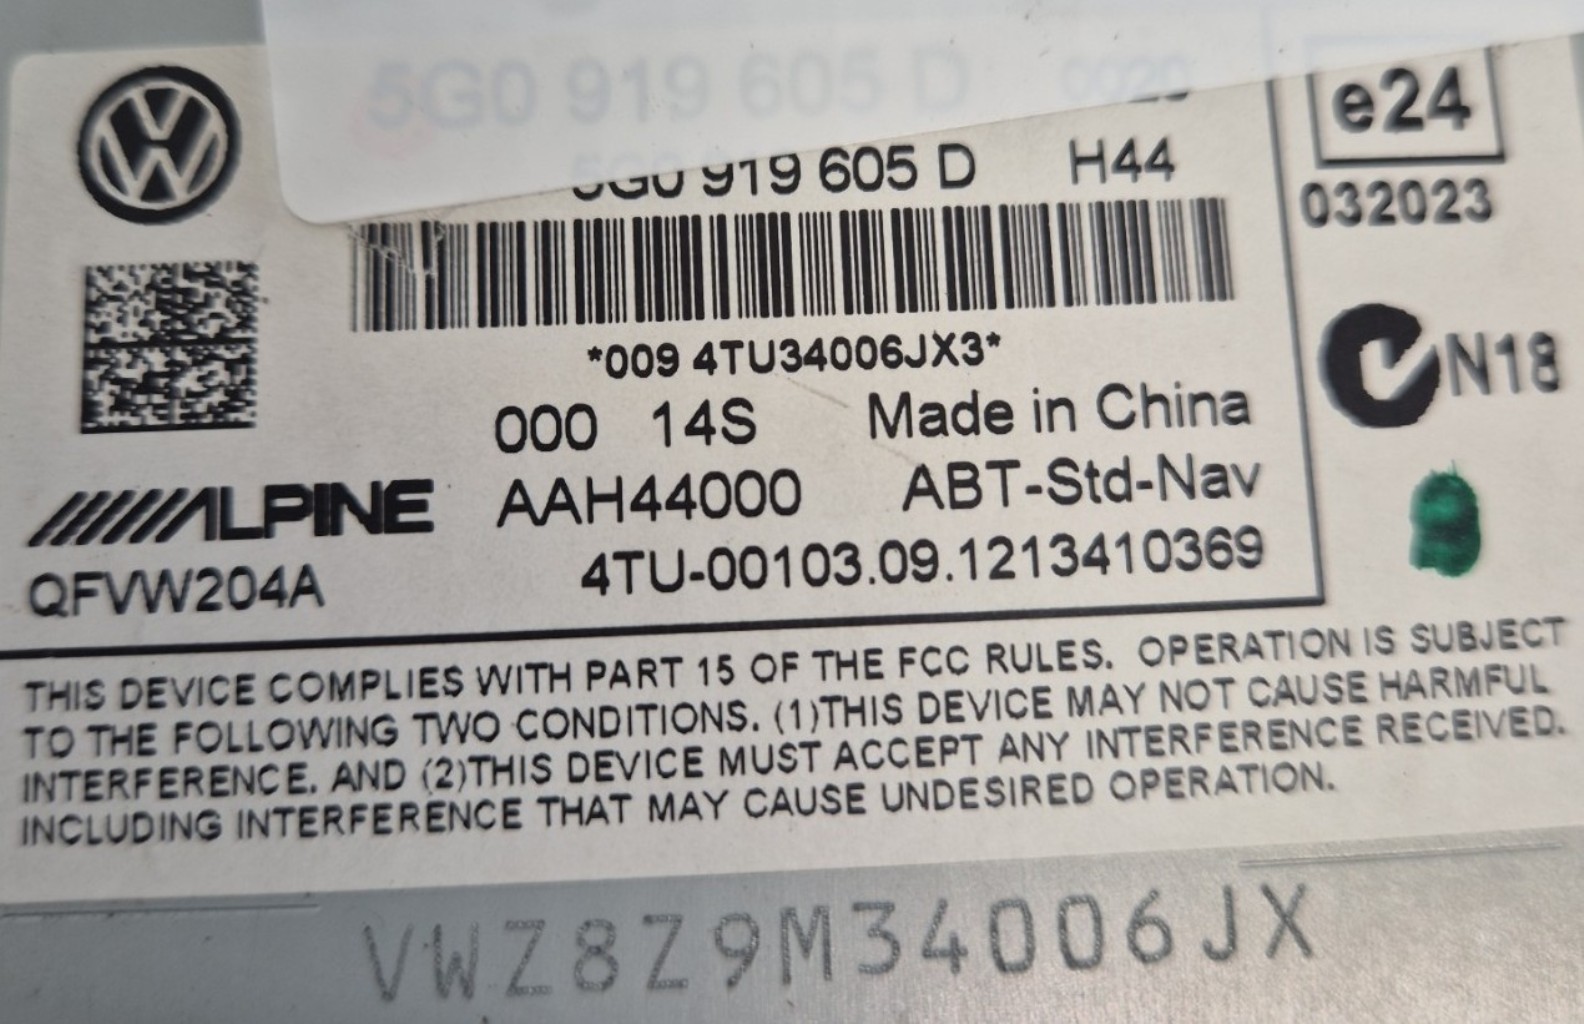 5G0 919 605 D 0020
5G0 919 605 D H44
e24
032023
*009 4TU34006JX3*
N18
000 14S Made in China
ALPINE AAH44000 ABT-Std-Nav
QFVW204A 4TU-00103.09.1213410369
THIS DEVICE COMPLIES WITH PART 15 OF THE FCC RULES. OPERATION IS SUBJECT
TO THE FOLLOWING TWO CONDITIONS. (1)THIS DEVICE MAY NOT CAUSE HARMFUL
INTERFERENCE. AND (2)THIS DEVICE MUST ACCEPT ANY INTERFERENCE RECEIVED.
INCLUDING INTERFERENCE THAT MAY CAUSE UNDESIRED OPERATION.
VWZ8Z9M34006JX